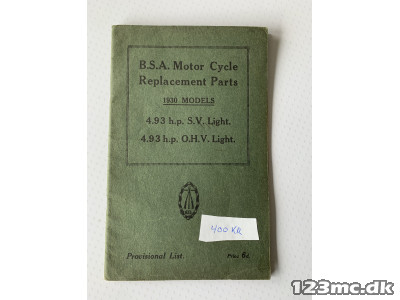 B.S.A. Motor Cycle
Replacement Parts
1930 MODELS
4.93 h.p. S.V. Light.
4.93 h.p. O.H.V. Light.
400 KR
Provisional List.
Price 6d.
123mc.dk